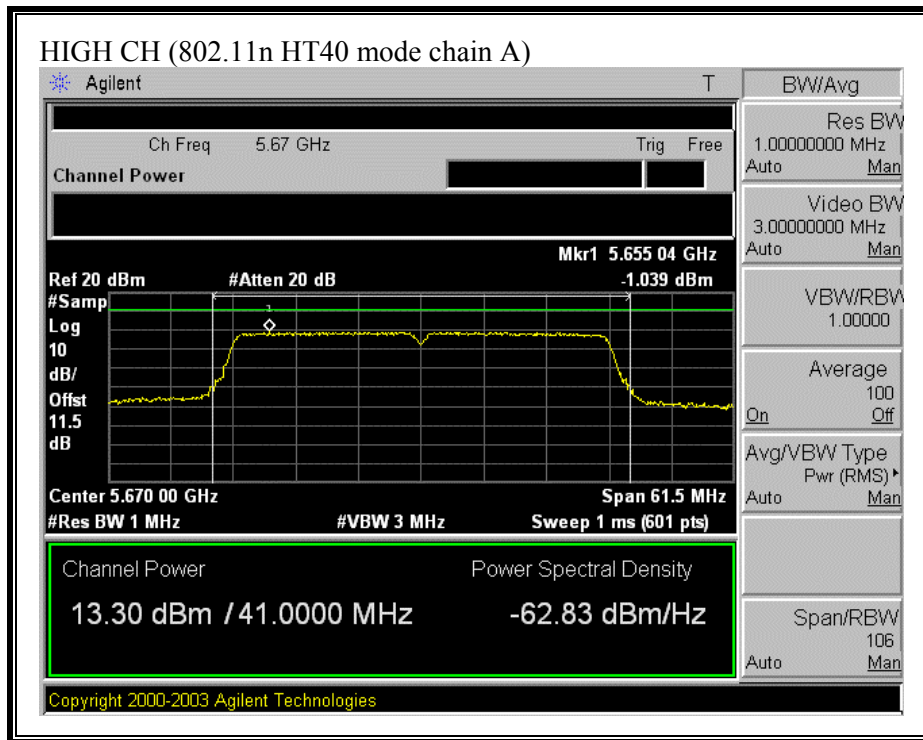 HIGH CH (802.11n HT40 mode chain A)
Agilent T
Ch Freq 5.67 GHz Trig Free
Channel Power
Mkr1 5.655 04 GHz
Ref 20 dBm #Atten 20 dB -1.039 dBm
#Samp
Log
10
dB/
Offst
11.5
dB
1
Center 5.670 00 GHz Span 61.5 MHz
#Res BW 1 MHz #VBW 3 MHz Sweep 1 ms (601 pts)
Channel Power Power Spectral Density
13.30 dBm / 41.0000 MHz -62.83 dBm/Hz
Copyright 2000-2003 Agilent Technologies
BW/Avg
Res BW
1.00000000 MHz
Auto Man
Video BW
3.00000000 MHz
Auto Man
VBW/RBW
1.00000
Average
100
On Off
Avg/VBW Type
Pwr (RMS)
Auto Man
Span/RBW
106
Auto Man